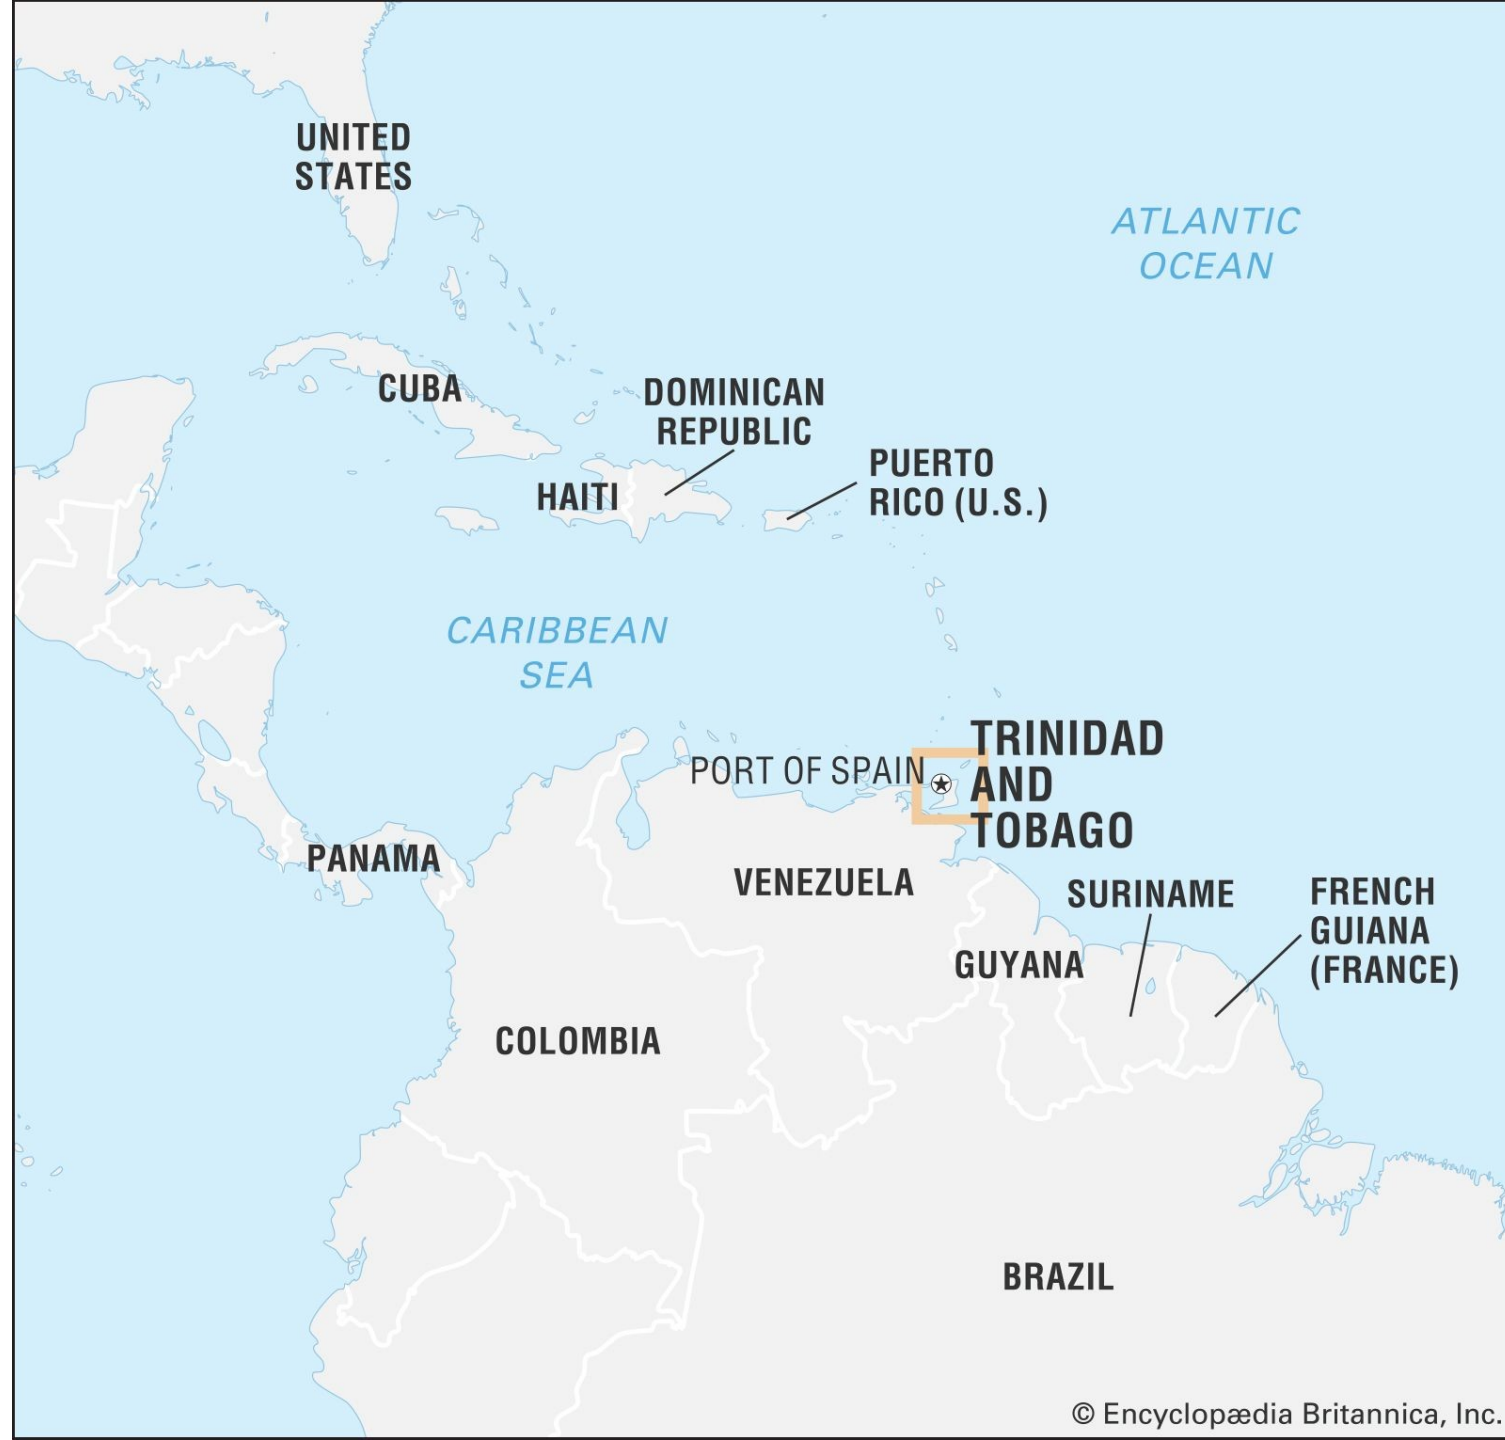 UNITED
STATES
ATLANTIC
OCEAN
CUBA
DOMINICAN
REPUBLIC
PUERTO
RICO (U.S.)
HAITI
CARIBBEAN
SEA
PORT OF SPAIN
TRINIDAD
AND
TOBAGO
PANAMA
VENEZUELA
SURINAME
FRENCH
GUIANA
(FRANCE)
GUYANA
COLOMBIA
BRAZIL
© Encyclopædia Britannica, Inc.